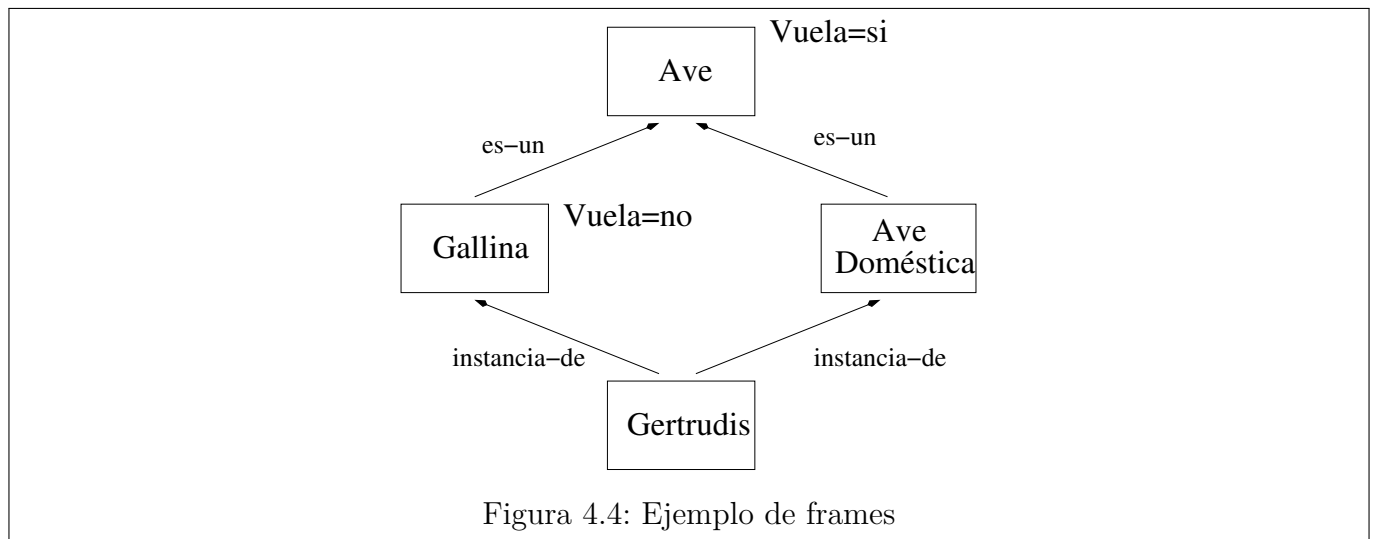 Vuela=si
Ave
es−un
es−un
Vuela=no
Gallina
Ave
Doméstica
instancia−de
instancia−de
Gertrudis
Figura 4.4: Ejemplo de frames